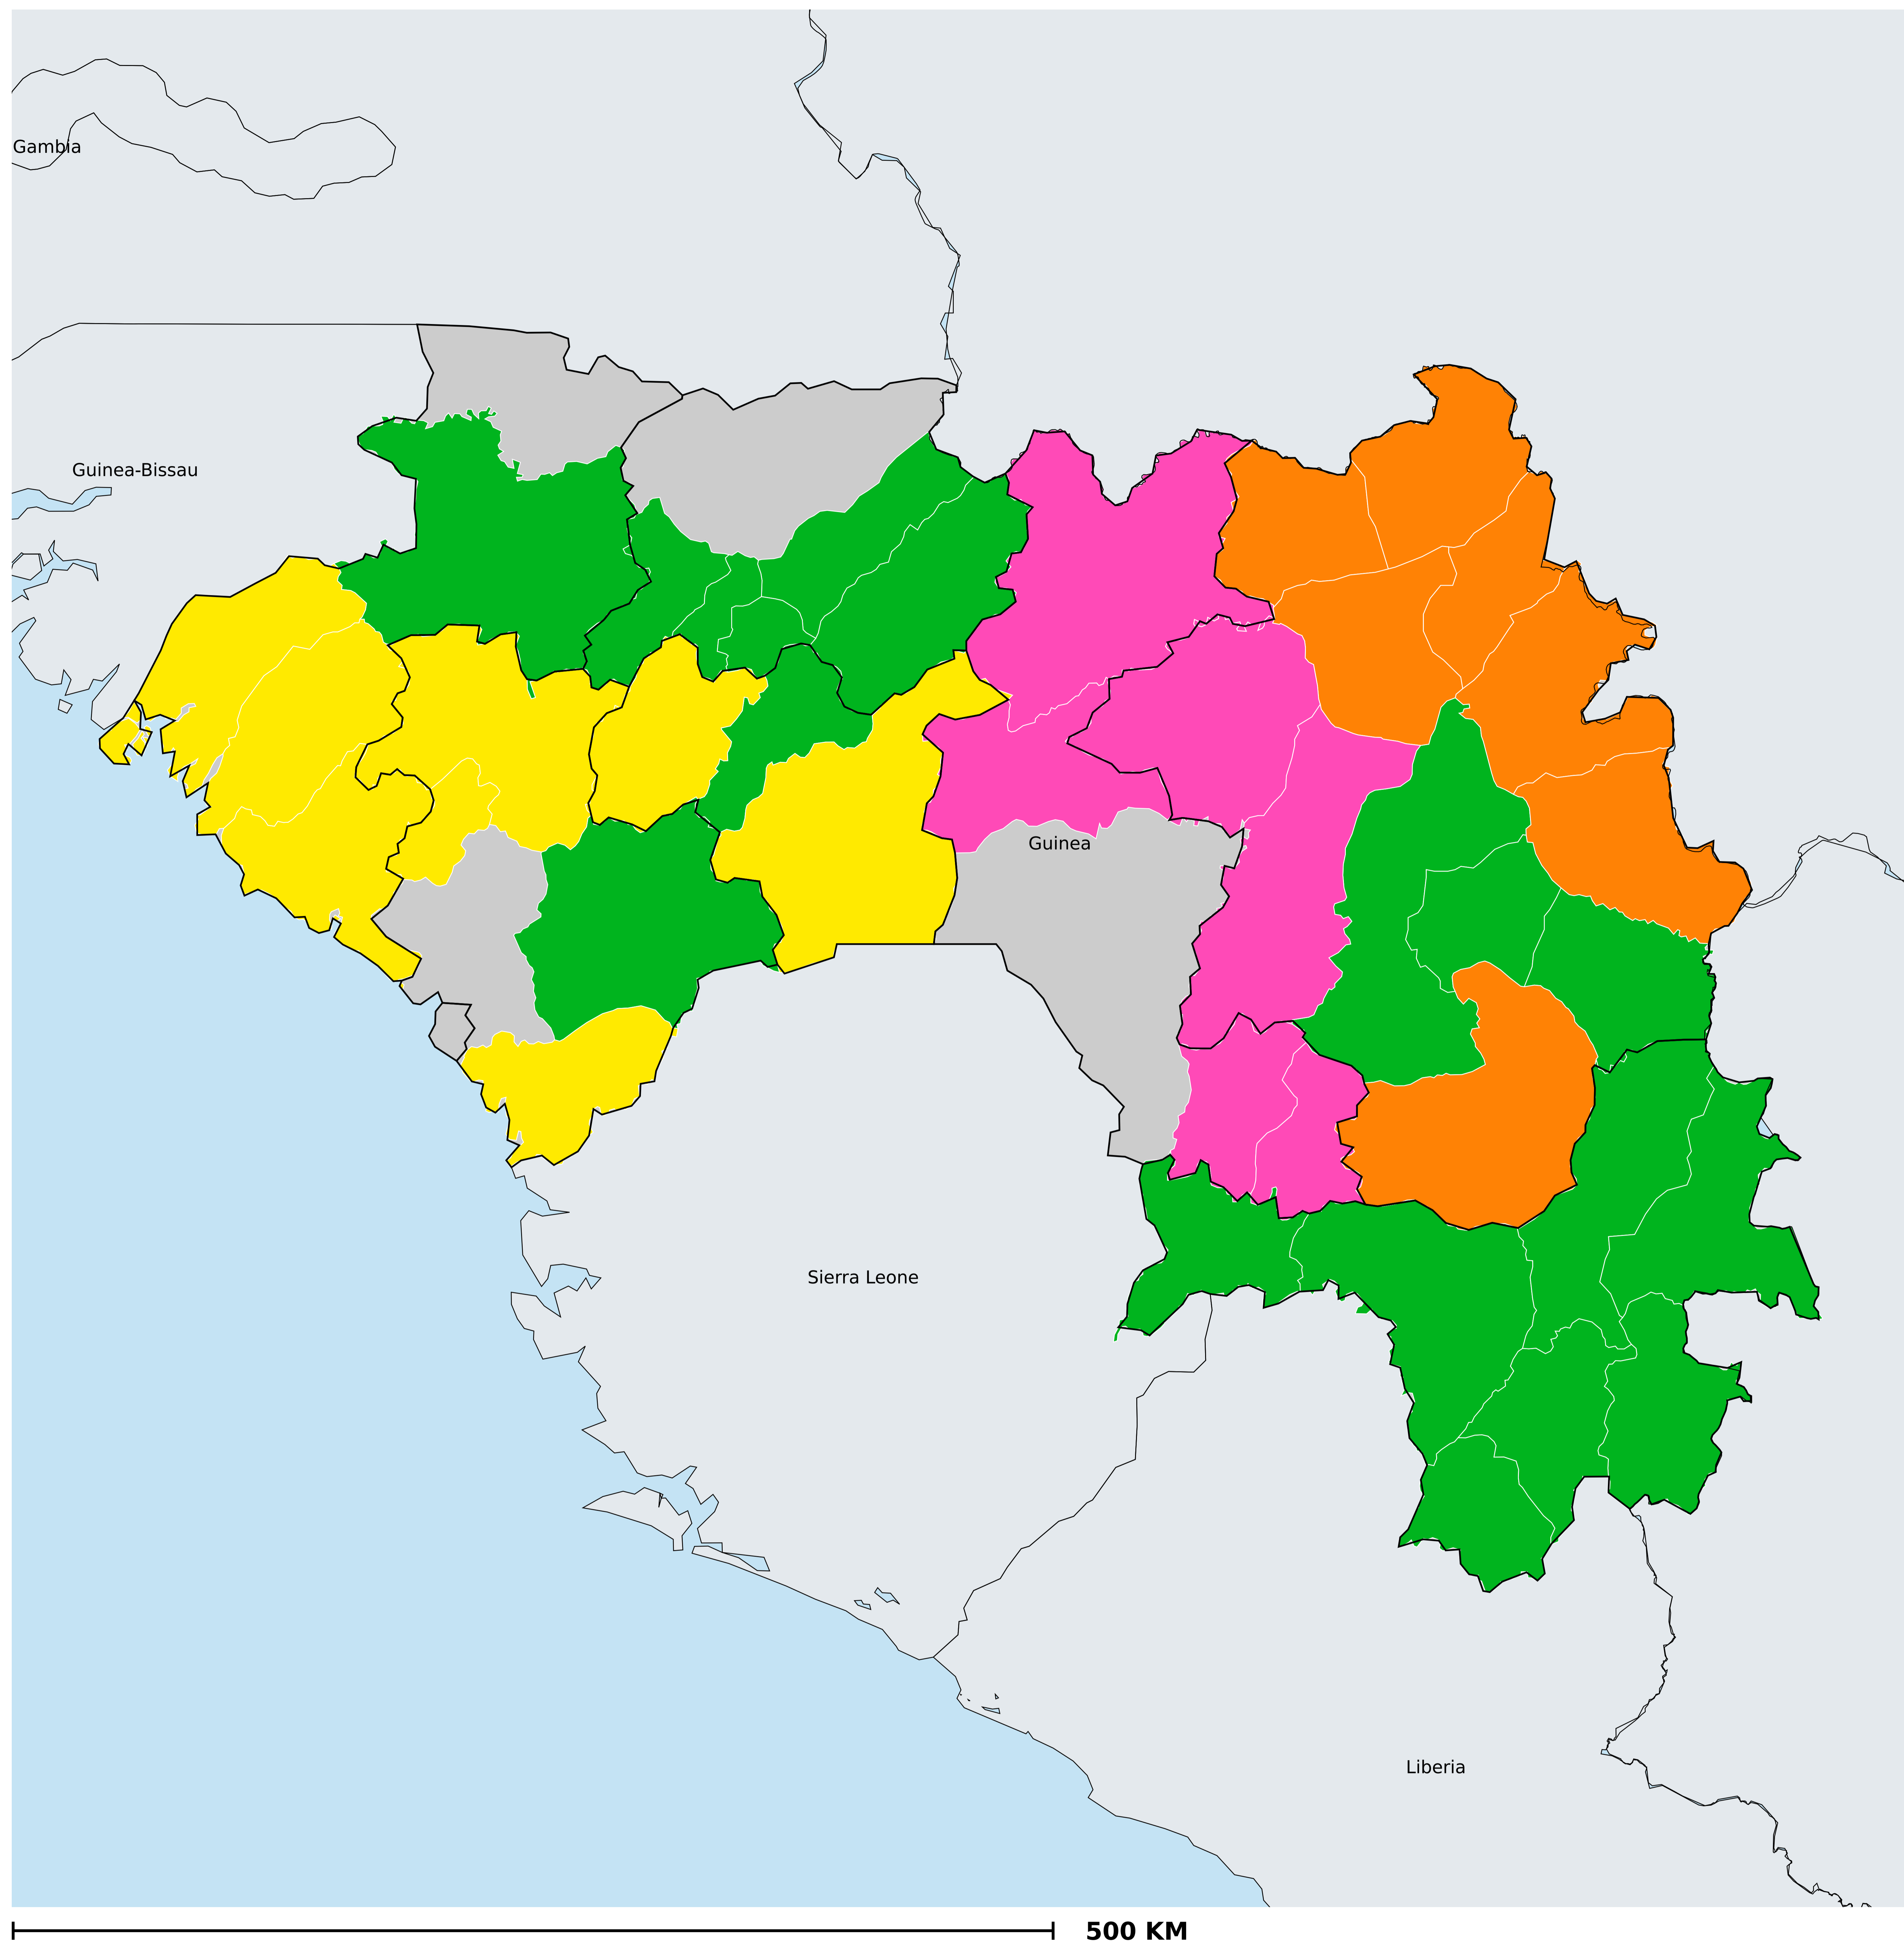 Gambia
Guinea-Bissau
Guinea
Sierra Leone
Liberia
500 KM